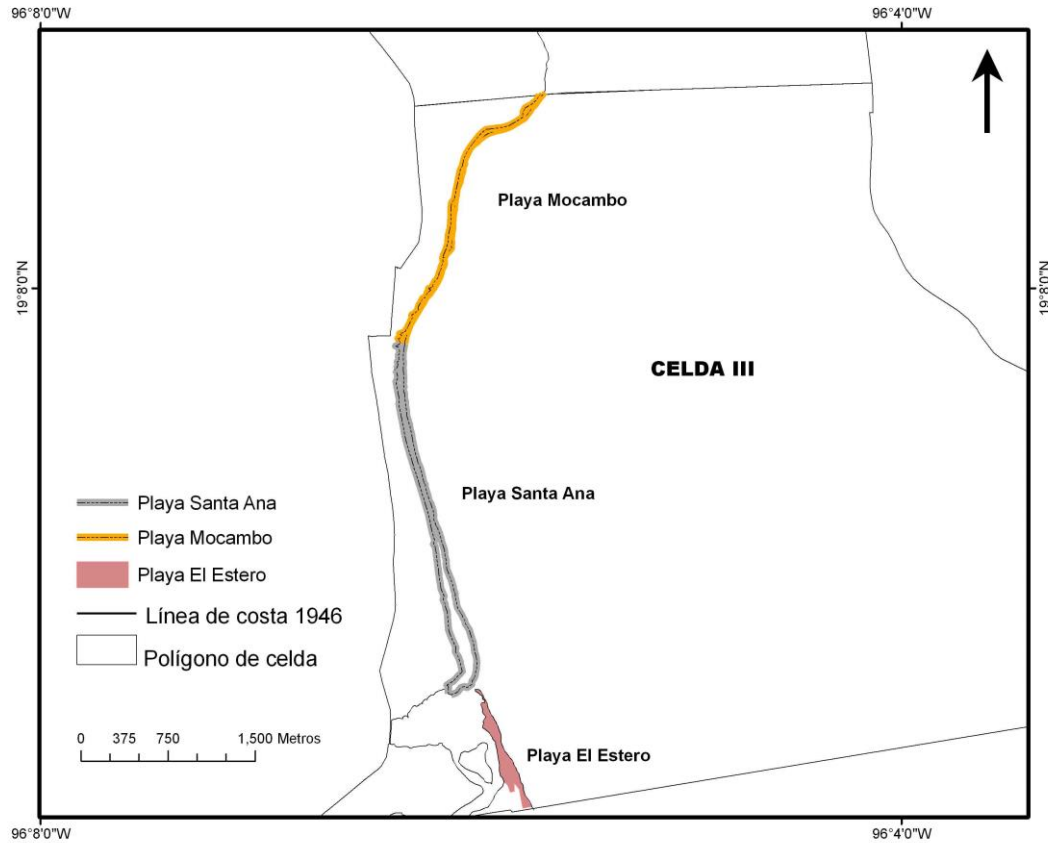 96°8'0"W
96°4'0"W
19°8'0"N
19°8'0"N
Playa Mocambo
CELDA III
Playa Santa Ana
Playa Santa Ana
Playa Mocambo
Playa El Estero
Línea de costa 1946
Polígono de celda
0 375 750 1,500 Metros
Playa El Estero
96°8'0"W
96°4'0"W